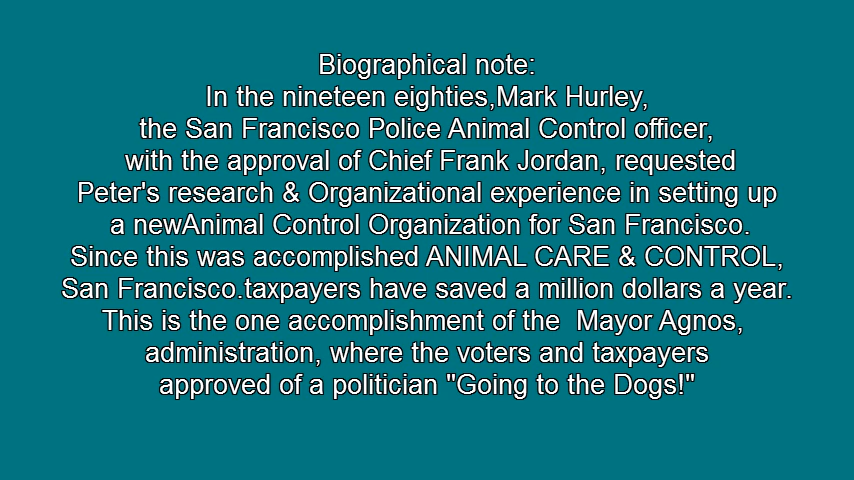 Biographical note:
In the nineteen eighties,Mark Hurley,
the San Francisco Police Animal Control officer,
with the approval of Chief Frank Jordan, requested
Peter's research & Organizational experience in setting up
a newAnimal Control Organization for San Francisco.
Since this was accomplished ANIMAL CARE & CONTROL,
San Francisco.taxpayers have saved a million dollars a year.
This is the one accomplishment of the  Mayor Agnos,
administration, where the voters and taxpayers
approved of a politician "Going to the Dogs!"